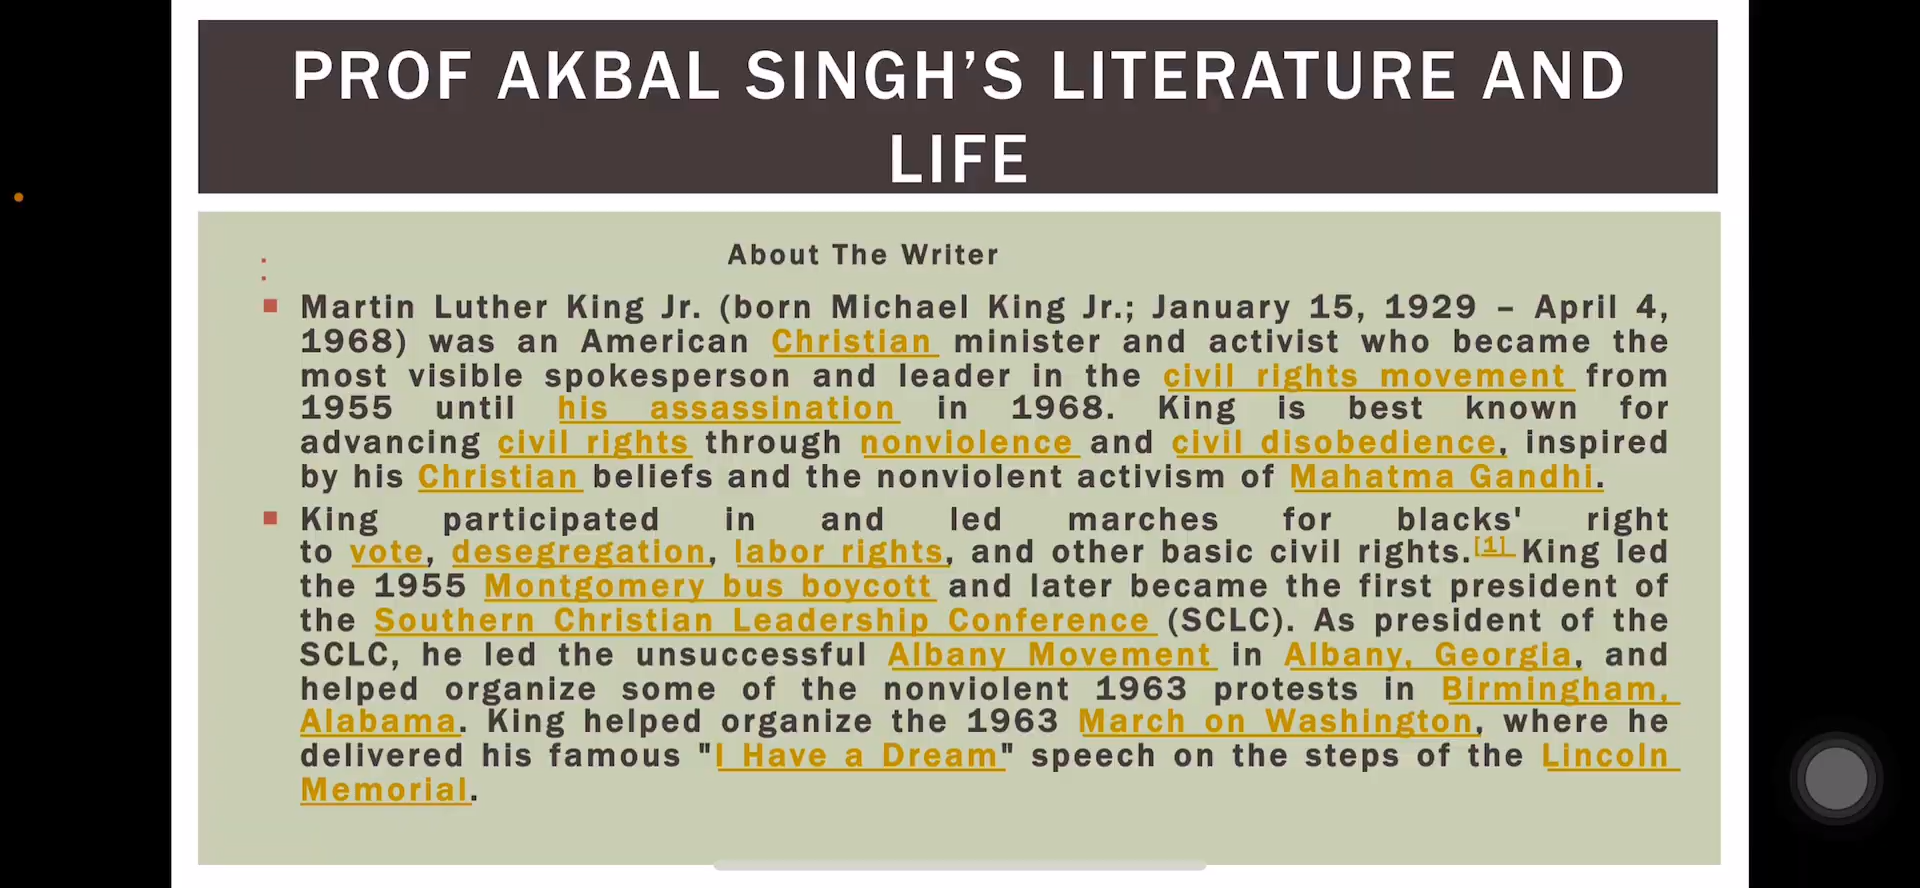 PROF AKBAL SINGH’S LITERATURE AND
LIFE
About The Writer
Martin Luther King Jr. (born Michael King Jr.; January 15, 1929 – April 4,
1968) was an American Christian minister and activist who became the
most visible spokesperson and leader in the civil rights movement from
1955 until his assassination in 1968. King is best known for
advancing civil rights through nonviolence and civil disobedience, inspired
by his Christian beliefs and the nonviolent activism of Mahatma Gandhi.
King participated in and led marches for blacks' right
to vote, desegregation, labor rights, and other basic civil rights.[1] King led
the 1955 Montgomery bus boycott and later became the first president of
the Southern Christian Leadership Conference (SCLC). As president of the
SCLC, he led the unsuccessful Albany Movement in Albany, Georgia, and
helped organize some of the nonviolent 1963 protests in Birmingham,
Alabama. King helped organize the 1963 March on Washington, where he
delivered his famous "I Have a Dream" speech on the steps of the Lincoln
Memorial.